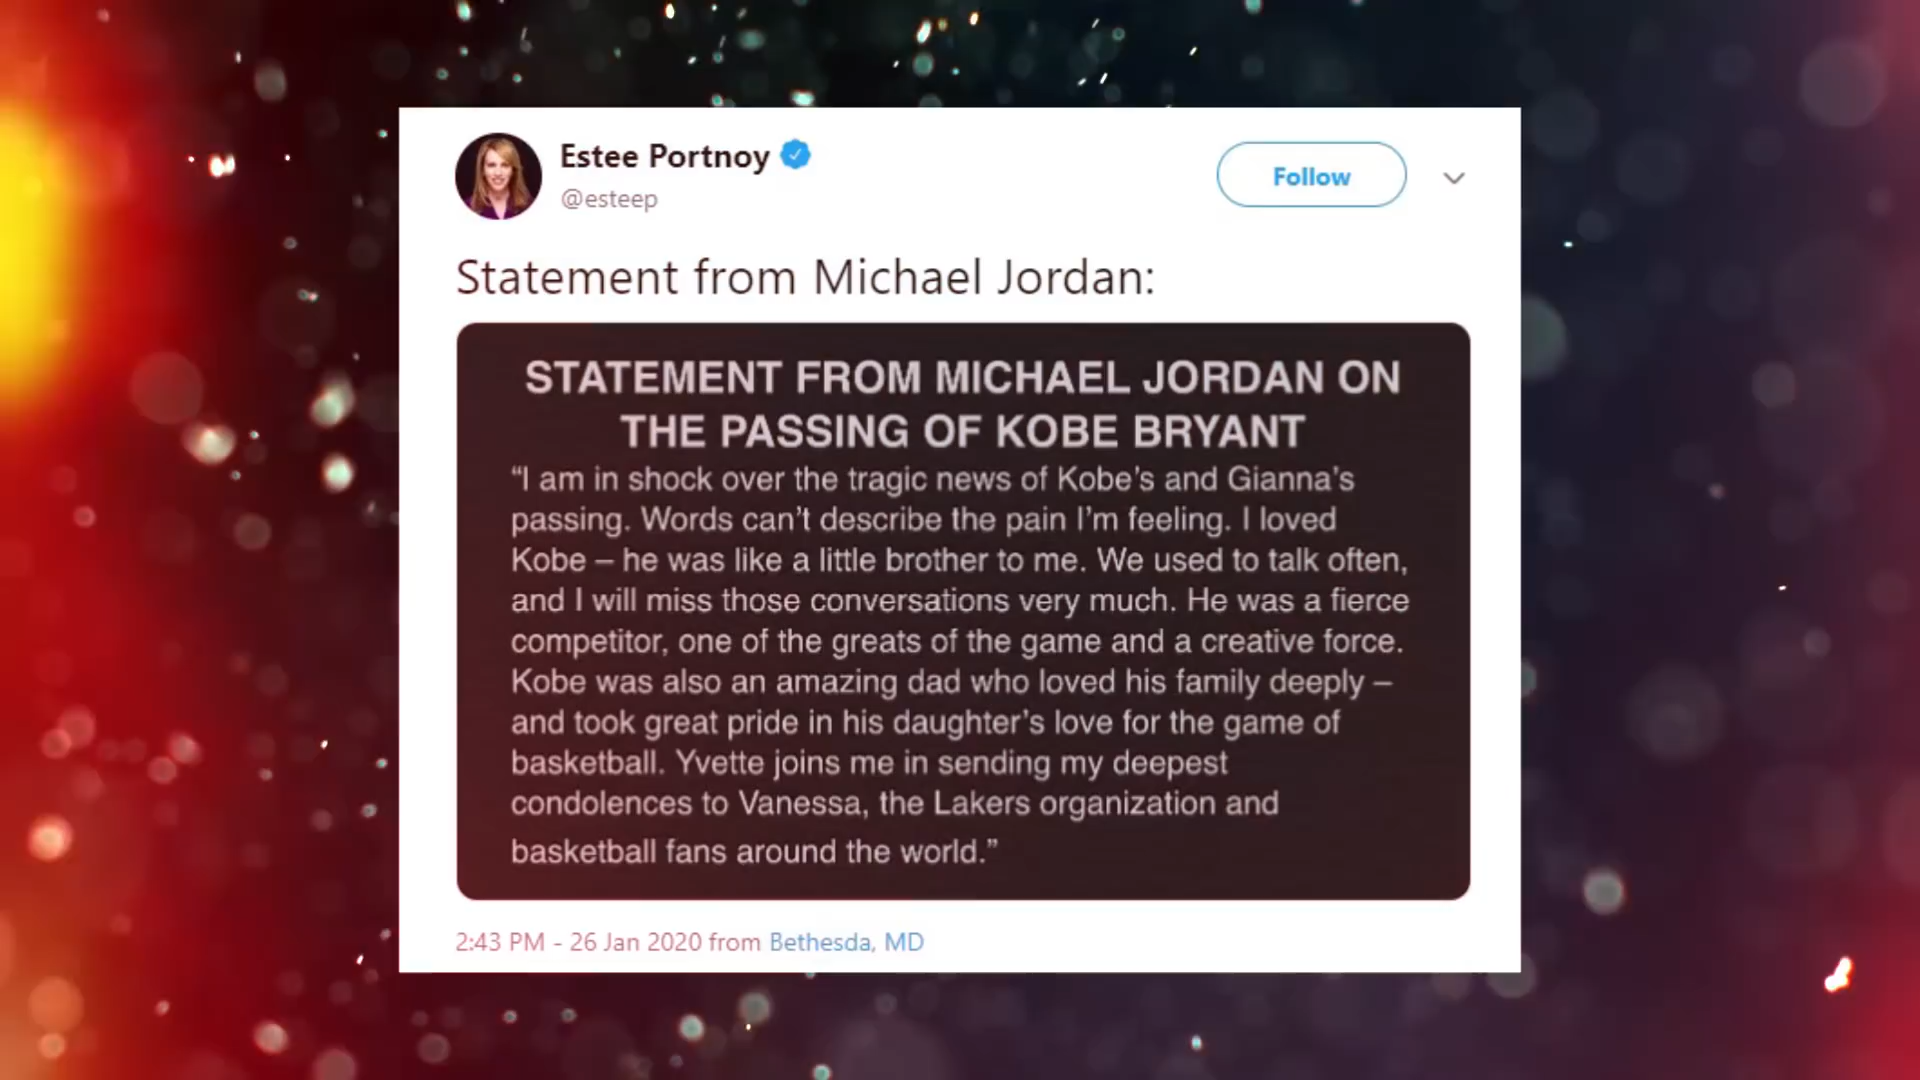 Estee Portnoy
@esteep
Follow
Statement from Michael Jordan:
STATEMENT FROM MICHAEL JORDAN ON
THE PASSING OF KOBE BRYANT
“I am in shock over the tragic news of Kobe’s and Gianna’s
passing. Words can’t describe the pain I’m feeling. I loved
Kobe – he was like a little brother to me. We used to talk often,
and I will miss those conversations very much. He was a fierce
competitor, one of the greats of the game and a creative force.
Kobe was also an amazing dad who loved his family deeply –
and took great pride in his daughter’s love for the game of
basketball. Yvette joins me in sending my deepest
condolences to Vanessa, the Lakers organization and
basketball fans around the world.”
2:43 PM - 26 Jan 2020 from Bethesda, MD